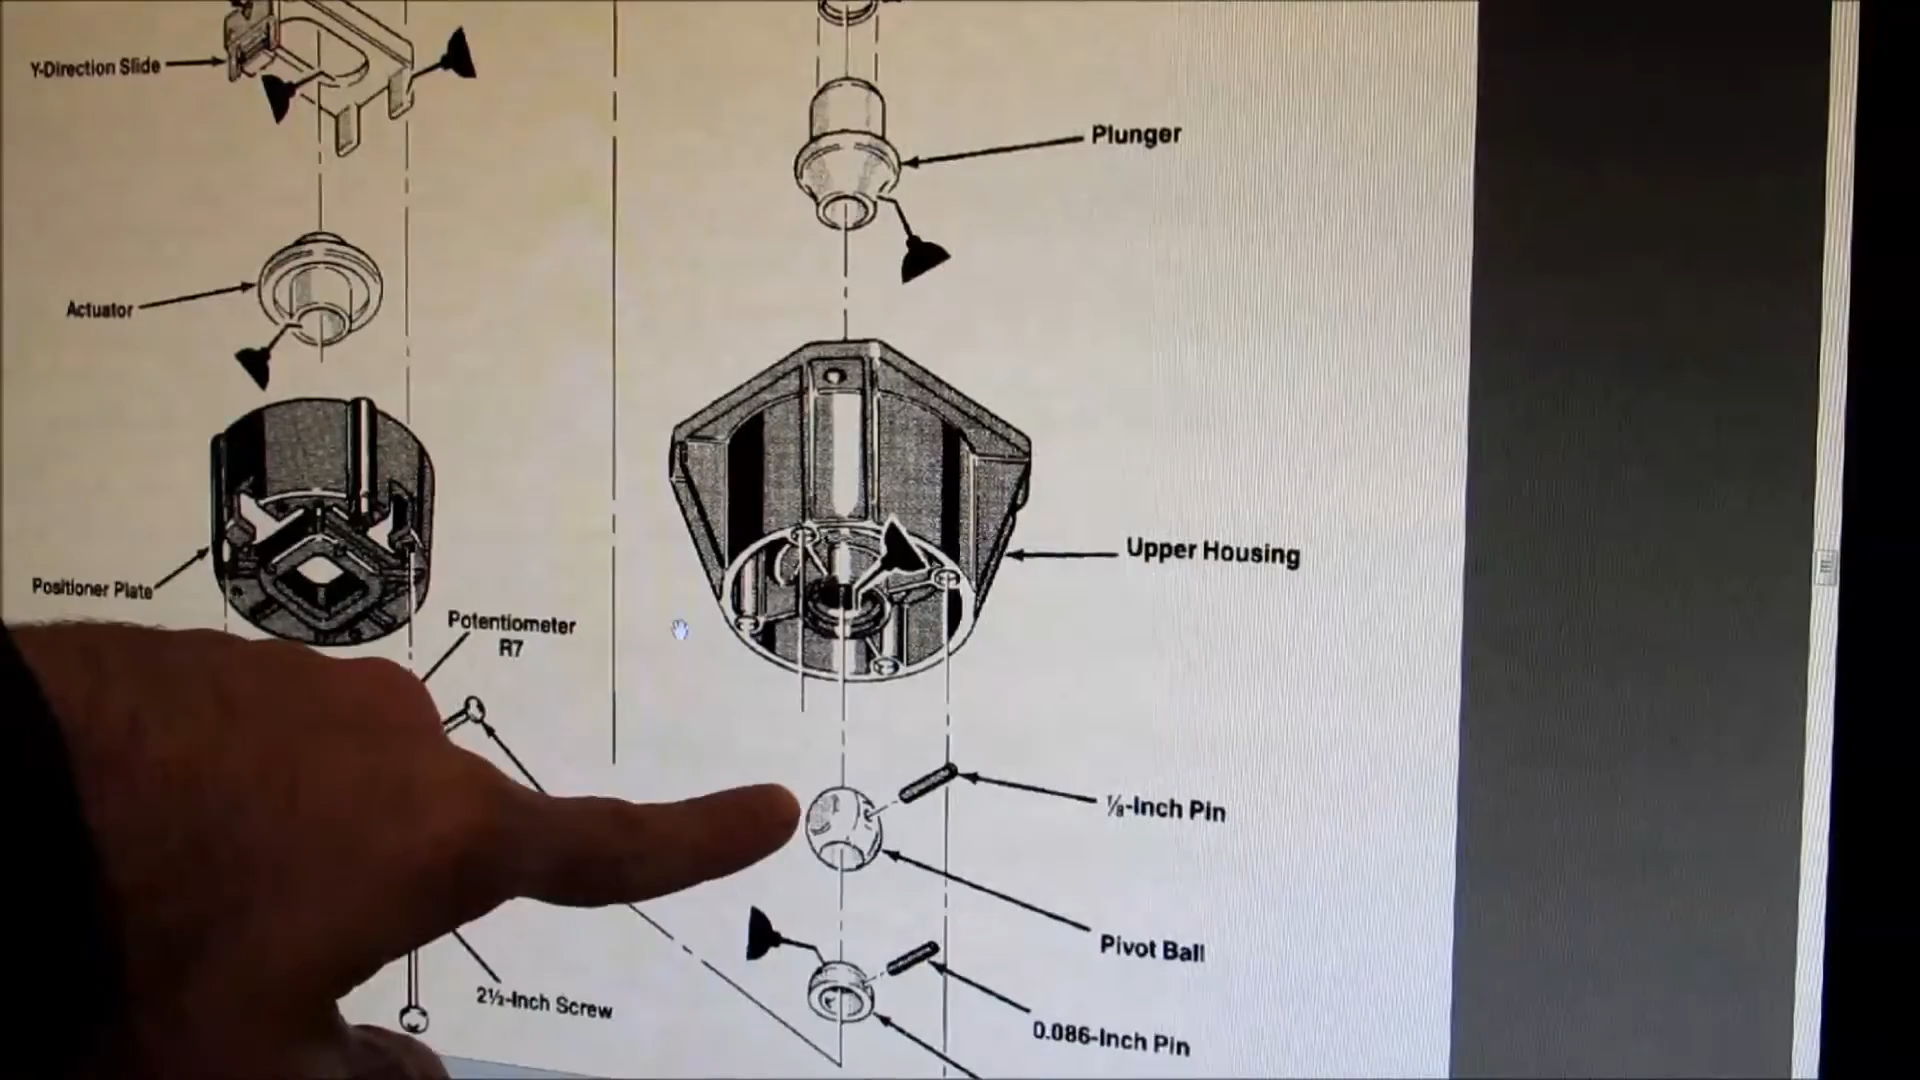 Y-Direction Slide
Plunger
Actuator
Upper Housing
Positioner Plate
Potentiometer
R7
⅛-Inch Pin
Pivot Ball
2½-Inch Screw
0.086-Inch Pin